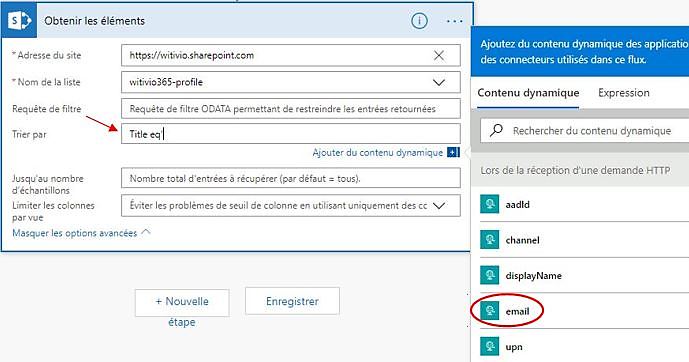 Obtenir les éléments
* Adresse du site
https://witivio.sharepoint.com
* Nom de la liste
witivio365-profile
Requête de filtre
Requête de filtre ODATA permettant de restreindre les entrées retournées
Trier par
Title eq'
Ajouter du contenu dynamique
Jusqu'au nombre
d'échantillons
Nombre total d'entrées à récupérer (par défaut = tous).
Limiter les colonnes
par vue
Éviter les problèmes de seuil de colonne en utilisant uniquement des cc
Masquer les options avancées
+ Nouvelle
étape
Enregistrer
Ajoutez du contenu dynamique des application
des connecteurs utilisés dans ce flux.
Contenu dynamique
Expression
Rechercher du contenu dynamique
Lors de la réception d'une demande HTTP
aadId
channel
displayName
email
upn